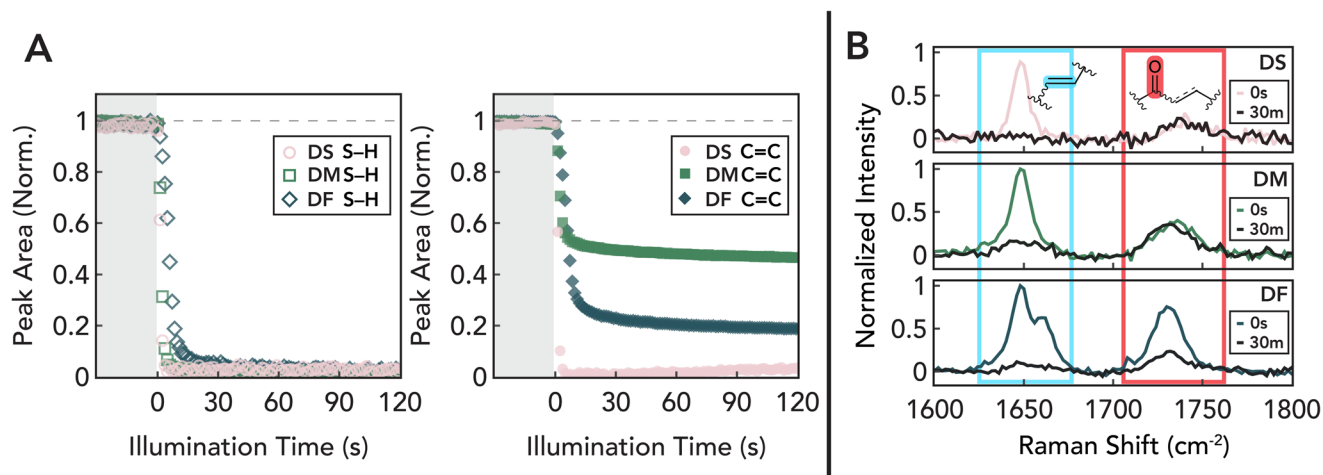 A
Peak Area (Norm.)
1
0.8
0.6
0.4
0.2
0
DS S–H
DM S–H
DF S–H
0 30 60 90 120
Illumination Time (s)
Peak Area (Norm.)
1
0.8
0.6
0.4
0.2
0
DS C=C
DM C=C
DF C=C
0 30 60 90 120
Illumination Time (s)
B
Normalized Intensity
1
0.5
0
O
DS
0s
30m
1
0.5
0
DM
0s
30m
1
0.5
0
DF
0s
30m
1600 1650 1700 1750 1800
Raman Shift (cm⁻²)